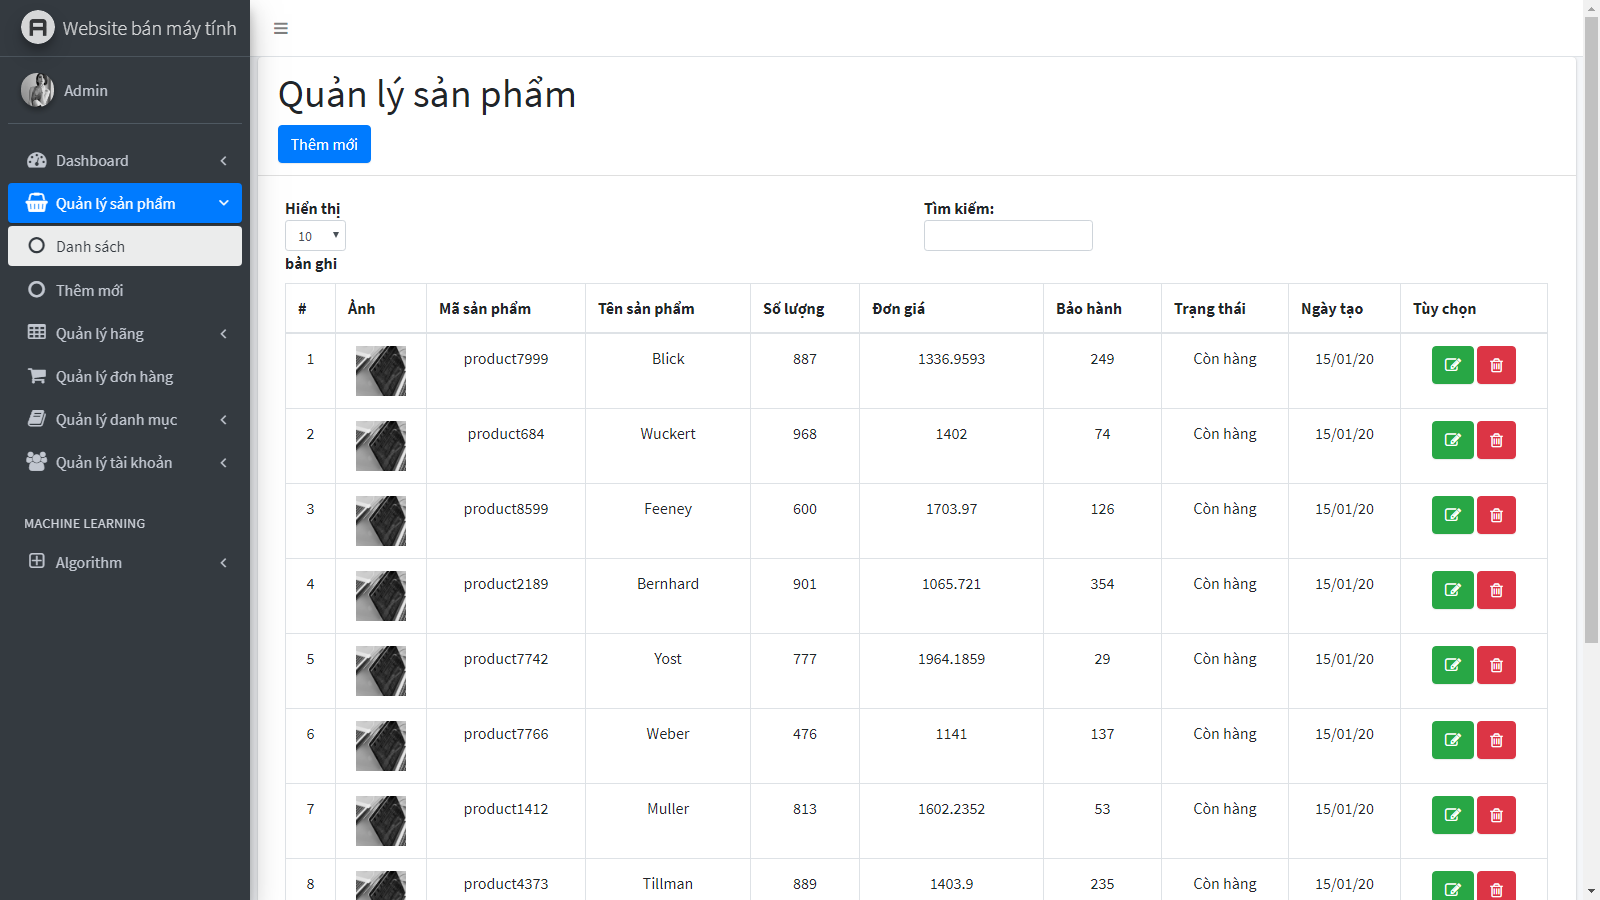 Website bán máy tính
Admin
Dashboard
Quản lý sản phẩm
Danh sách
Thêm mới
Quản lý hãng
Quản lý đơn hàng
Quản lý danh mục
Quản lý tài khoản
MACHINE LEARNING
Algorithm
Quản lý sản phẩm
Thêm mới
Hiển thị
10
bản ghi
Tìm kiếm:
# Ảnh Mã sản phẩm Tên sản phẩm Số lượng Đơn giá Bảo hành Trạng thái Ngày tạo Tùy chọn
1 product7999 Blick 887 1336.9593 249 Còn hàng 15/01/20
2 product684 Wuckert 968 1402 74 Còn hàng 15/01/20
3 product8599 Feeney 600 1703.97 126 Còn hàng 15/01/20
4 product2189 Bernhard 901 1065.721 354 Còn hàng 15/01/20
5 product7742 Yost 777 1964.1859 29 Còn hàng 15/01/20
6 product7766 Weber 476 1141 137 Còn hàng 15/01/20
7 product1412 Muller 813 1602.2352 53 Còn hàng 15/01/20
8 product4373 Tillman 889 1403.9 235 Còn hàng 15/01/20